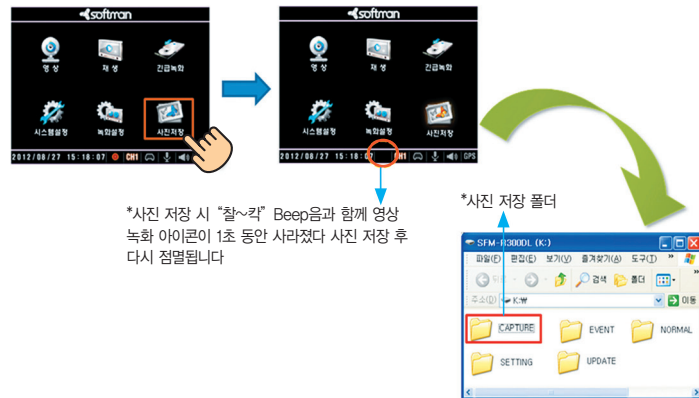 softman
영 상
재 생
긴급녹화
시스템설정
녹화설정
사진저장
2012/08/27 15:18:07 CH1
softman
영 상
재 생
긴급녹화
시스템설정
녹화설정
사진저장
2012/08/27 15:18:07 CH1 GPS
*사진 저장 시 “찰~칵” Beep음과 함께 영상
녹화 아이콘이 1초 동안 사라졌다 사진 저장 후
다시 점멸됩니다
*사진 저장 폴더
(K:)
파일(F) 편집(E) 보기(V) 즐겨찾기(A) 도구(T) »
검색 폴더 »
주소(D) K:₩ 이동
CAPTURE
EVENT
NORMAL
SETTING
UPDATE